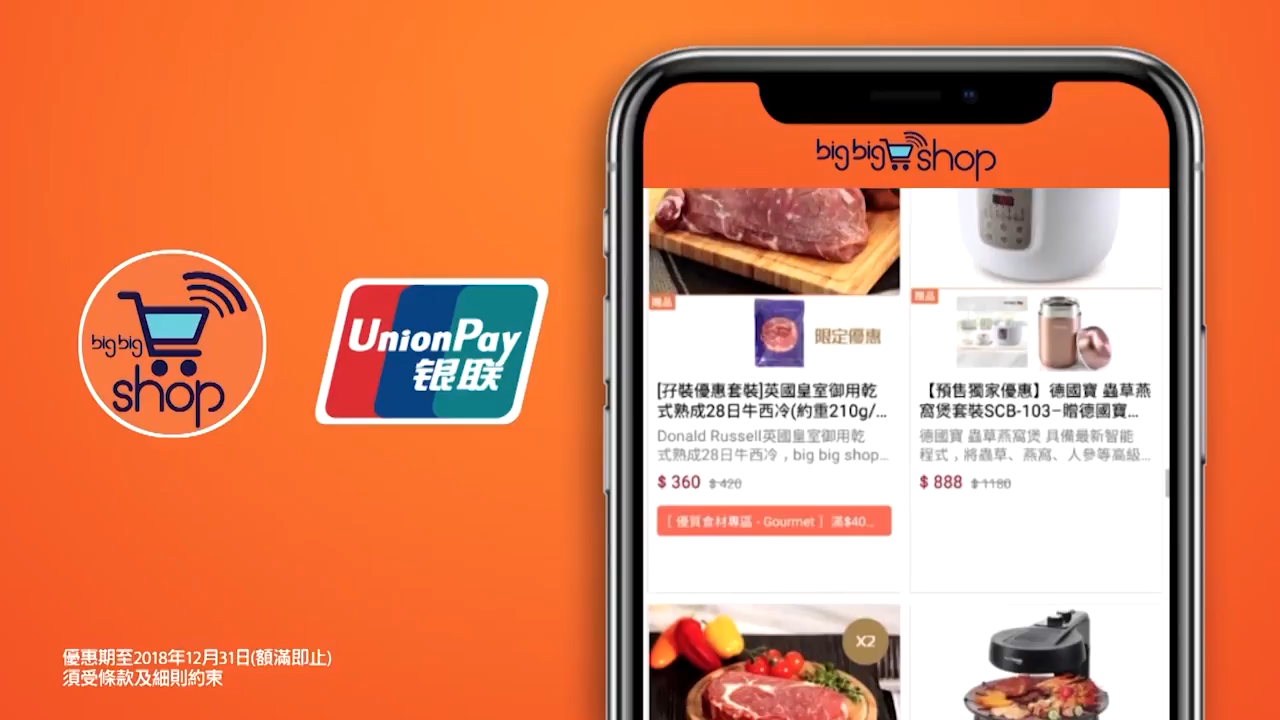 big big shop
big big
shop
UnionPay
银联
赠品
限定優惠
[孖裝優惠套裝]英國皇室御用乾
式熟成28日牛西冷(約重210g/...
Donald Russell英國皇室御用乾
式熟成28日牛西冷，big big shop...
$ 360 $ 420
[ 優質食材專區 - Gourmet ] 滿$40...
贈品
【預售獨家優惠】德國寶 蟲草燕
窩煲套裝SCB-103–贈德國寶...
德國寶 蟲草燕窩煲 具備最新智能
程式，將蟲草、燕窩、人參等高級...
$ 888 $ 1180
X2
優惠期至2018年12月31日(額滿即止)
須受條款及細則約束